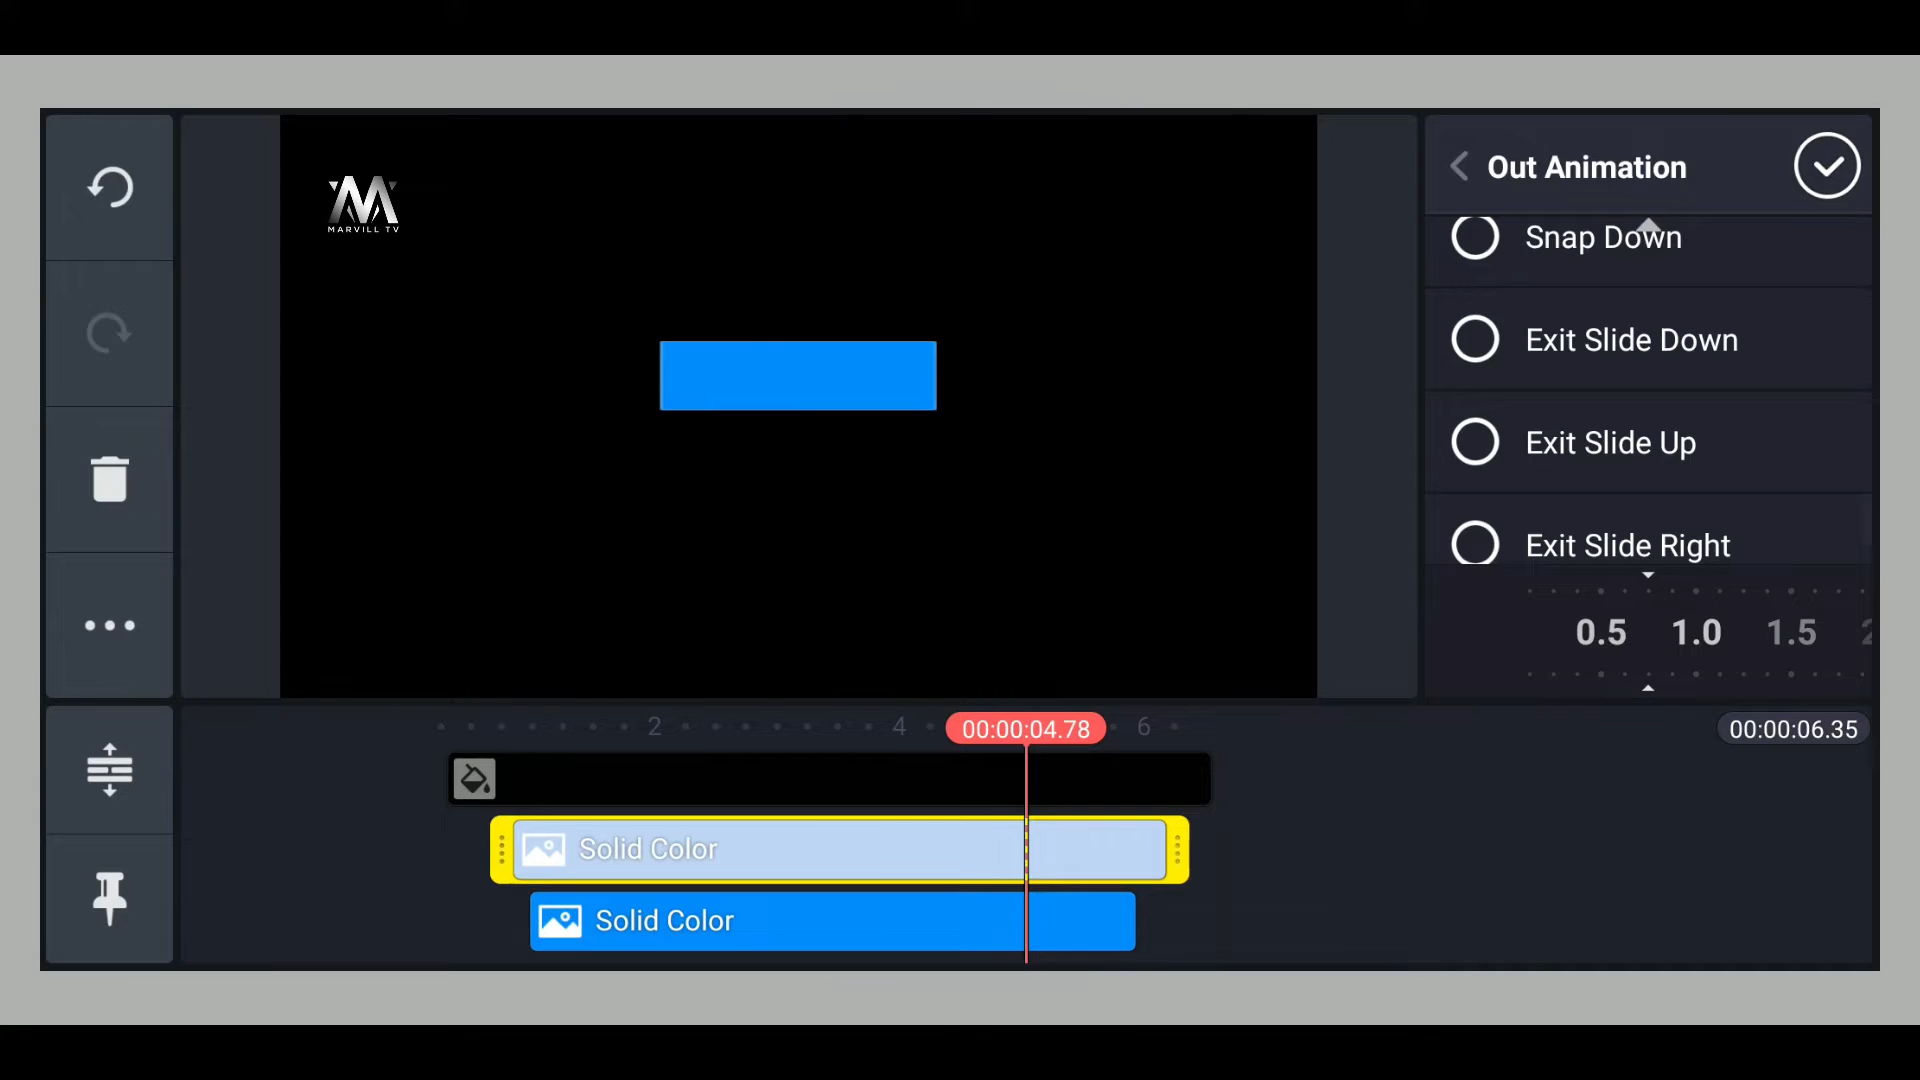 MARVILL TV
Out Animation
Snap Down
Exit Slide Down
Exit Slide Up
Exit Slide Right
0.5 1.0 1.5 2
2 4 6
00:00:04.78
00:00:06.35
Solid Color
Solid Color